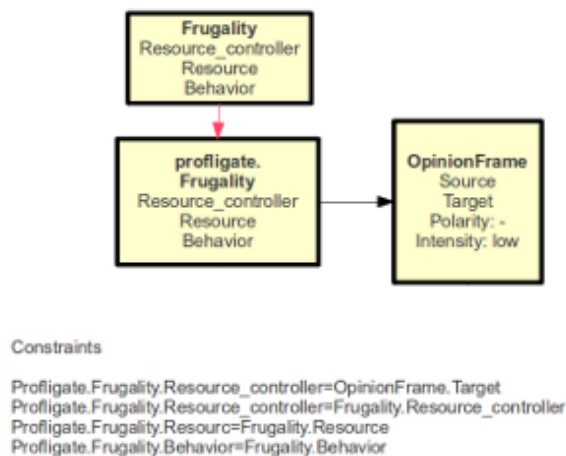 Frugality
Resource_controller
Resource
Behavior
profligate.
Frugality
Resource_controller
Resource
Behavior
OpinionFrame
Source
Target
Polarity: -
Intensity: low
Constraints
Profligate.Frugality.Resource_controller=OpinionFrame.Target
Profligate.Frugality.Resource_controller=Frugality.Resource_controller
Profligate.Frugality.Resourc=Frugality.Resource
Profligate.Frugality.Behavior=Frugality.Behavior